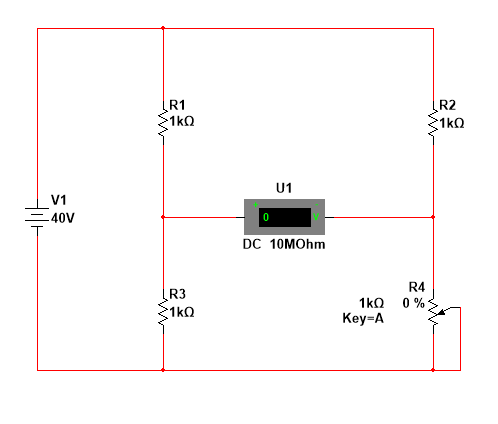 R1
1kΩ
R2
1kΩ
U1
V1
40V
+ -
0 V
DC 10MOhm
R3
1kΩ
R4
1kΩ 0 %
Key=A